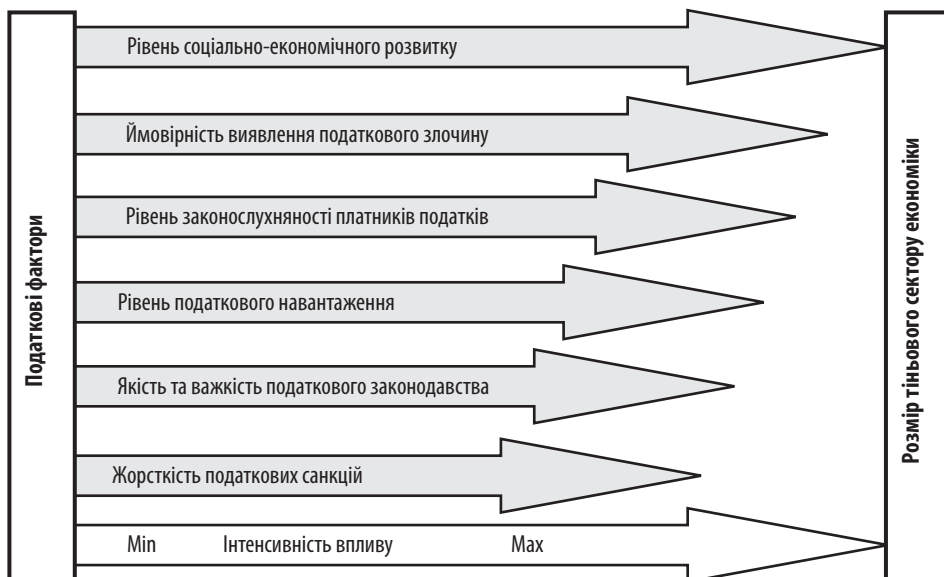 Податкові фактори
Рівень соціально-економічного розвитку
Ймовірність виявлення податкового злочину
Рівень законослухняності платників податків
Рівень податкового навантаження
Якість та важкість податкового законодавства
Жорсткість податкових санкцій
Min Інтенсивність впливу Max
Розмір тіньового сектору економіки